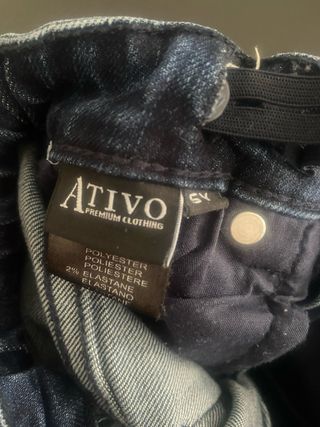 ATIVO
PREMIUM CLOTHING
5Y
POLYESTER
POLIESTER
POLIESTERE
2% ELASTANE
ELASTANO